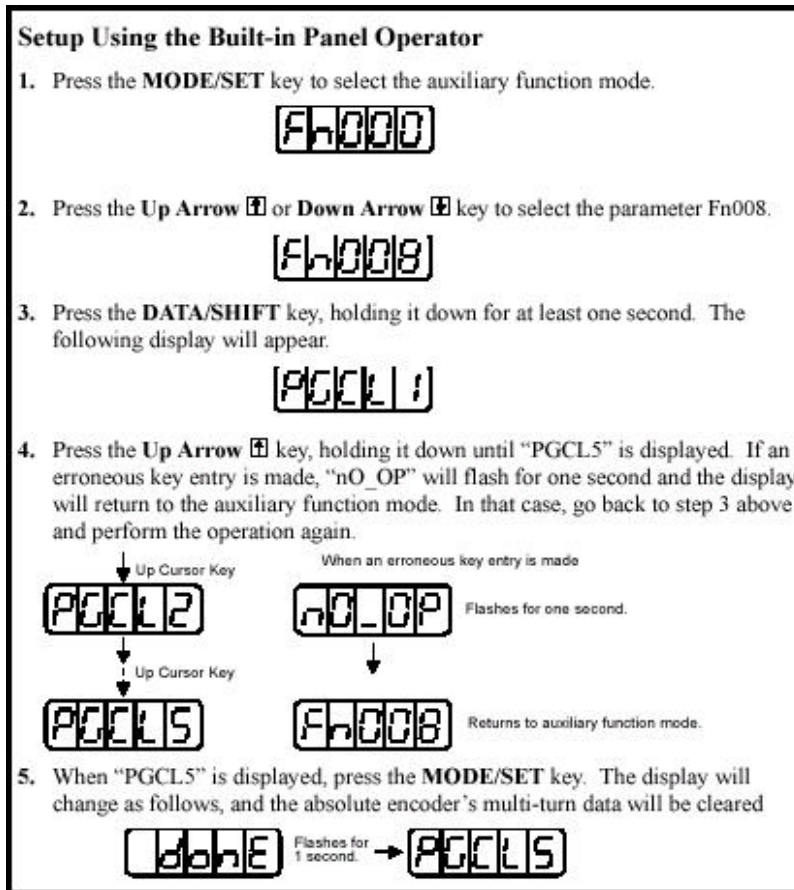 Setup Using the Built-in Panel Operator
1. Press the MODE/SET key to select the auxiliary function mode.
Fn000
2. Press the Up Arrow or Down Arrow key to select the parameter Fn008.
Fn008
3. Press the DATA/SHIFT key, holding it down for at least one second. The
following display will appear.
PGCL1
4. Press the Up Arrow key, holding it down until “PGCL5” is displayed. If an
erroneous key entry is made, “nO_OP” will flash for one second and the display
will return to the auxiliary function mode. In that case, go back to step 3 above
and perform the operation again.
Up Cursor Key
When an erroneous key entry is made
PGCL2
nO_OP
Flashes for one second.
Up Cursor Key
PGCL5
Fn008
Returns to auxiliary function mode.
5. When “PGCL5” is displayed, press the MODE/SET key. The display will
change as follows, and the absolute encoder’s multi-turn data will be cleared
donE
Flashes for
1 second.
PGCL5